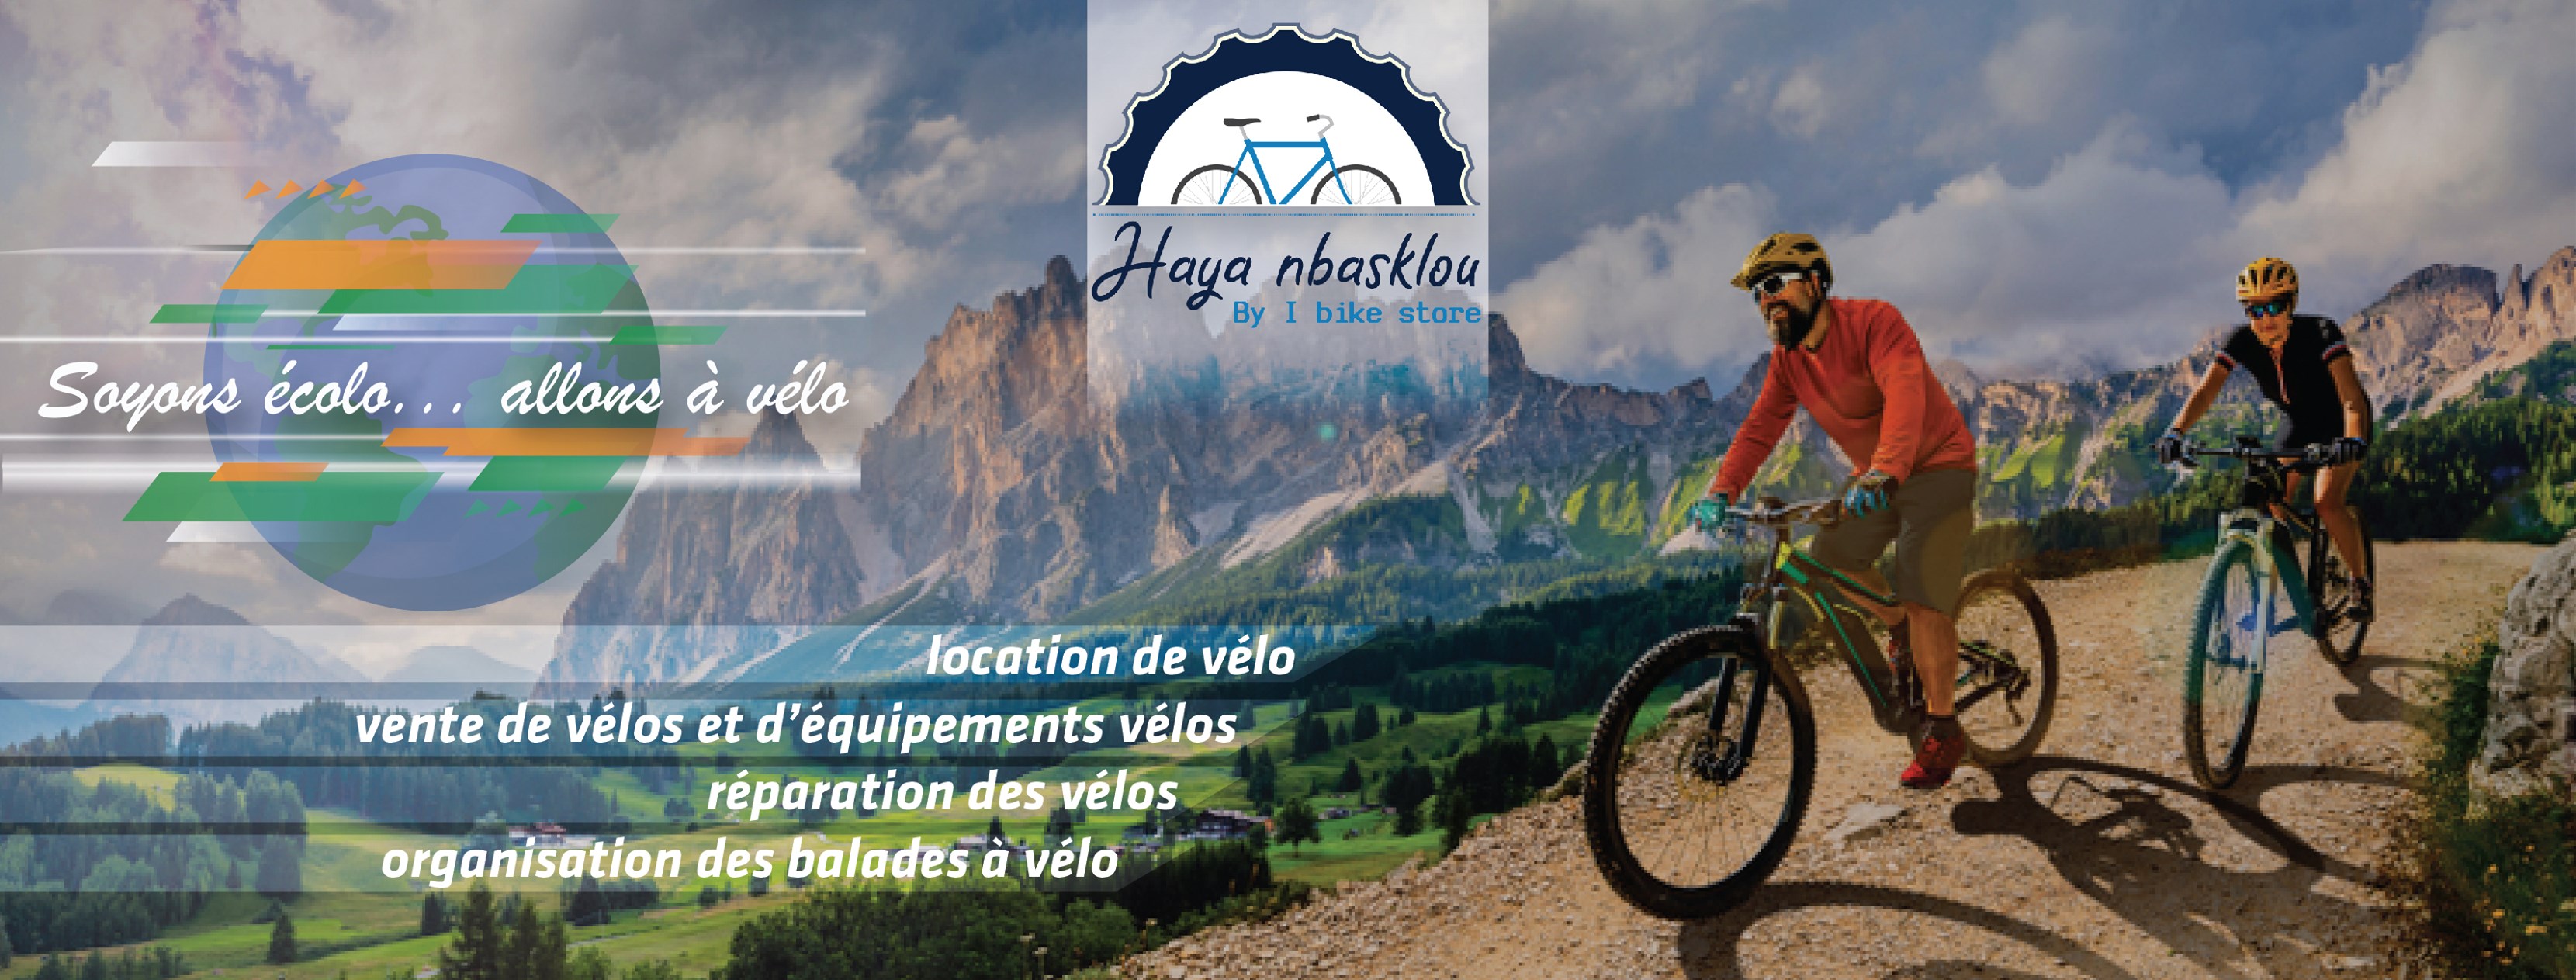 Haya nbasklou
By I bike store
Soyons écolo... allons à vélo
location de vélo
vente de vélos et d’équipements vélos
réparation des vélos
organisation des balades à vélo